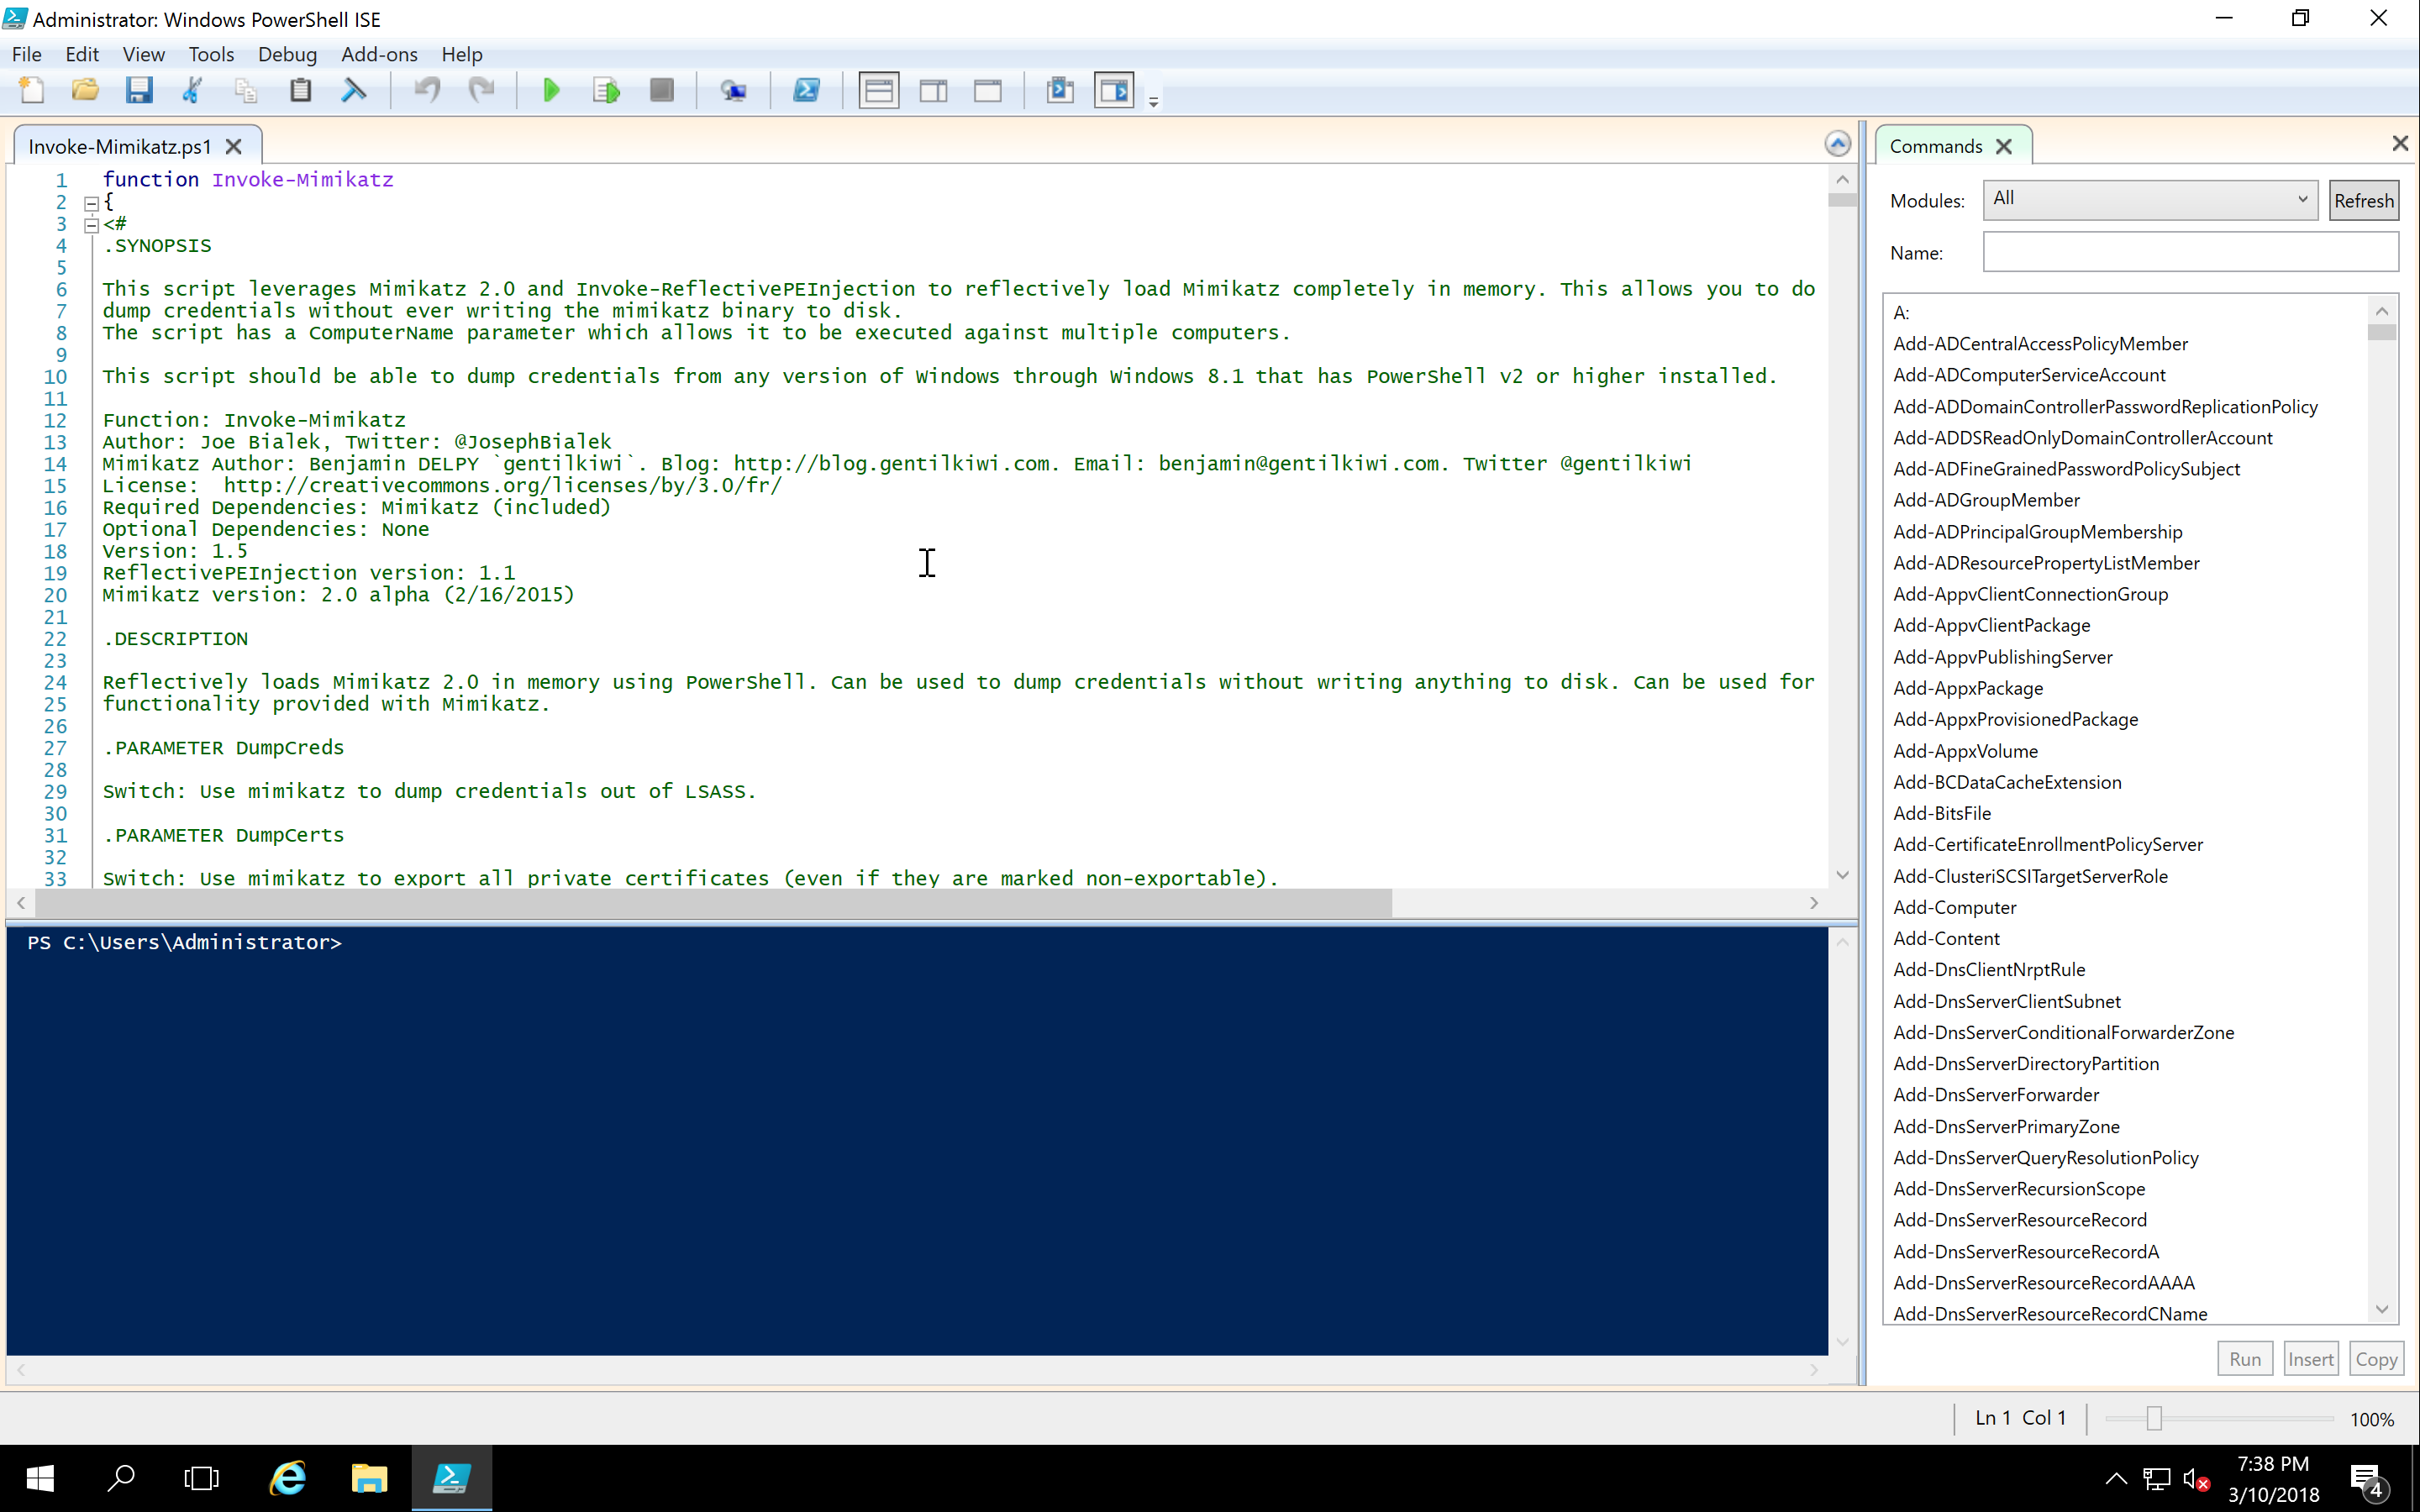 Administrator: Windows PowerShell ISE
File Edit View Tools Debug Add-ons Help
Invoke-Mimikatz.ps1
1 function Invoke-Mimikatz
2 {
3 <#
4 .SYNOPSIS
5
6 This script leverages Mimikatz 2.0 and Invoke-ReflectivePEInjection to reflectively load Mimikatz completely in memory. This allows you to do
7 dump credentials without ever writing the mimikatz binary to disk.
8 The script has a ComputerName parameter which allows it to be executed against multiple computers.
9
10 This script should be able to dump credentials from any version of Windows through Windows 8.1 that has PowerShell v2 or higher installed.
11
12 Function: Invoke-Mimikatz
13 Author: Joe Bialek, Twitter: @JosephBialek
14 Mimikatz Author: Benjamin DELPY `gentilkiwi`. Blog: http://blog.gentilkiwi.com. Email: benjamin@gentilkiwi.com. Twitter @gentilkiwi
15 License:  http://creativecommons.org/licenses/by/3.0/fr/
16 Required Dependencies: Mimikatz (included)
17 Optional Dependencies: None
18 Version: 1.5
19 ReflectivePEInjection version: 1.1
20 Mimikatz version: 2.0 alpha (2/16/2015)
21
22 .DESCRIPTION
23
24 Reflectively loads Mimikatz 2.0 in memory using PowerShell. Can be used to dump credentials without writing anything to disk. Can be used for
25 functionality provided with Mimikatz.
26
27 .PARAMETER DumpCreds
28
29 Switch: Use mimikatz to dump credentials out of LSASS.
30
31 .PARAMETER DumpCerts
32
33 Switch: Use mimikatz to export all private certificates (even if they are marked non-exportable).
PS C:\Users\Administrator>
Commands
Modules: All Refresh
Name:
A:
Add-ADCentralAccessPolicyMember
Add-ADComputerServiceAccount
Add-ADDomainControllerPasswordReplicationPolicy
Add-ADDSReadOnlyDomainControllerAccount
Add-ADFineGrainedPasswordPolicySubject
Add-ADGroupMember
Add-ADPrincipalGroupMembership
Add-ADResourcePropertyListMember
Add-AppvClientConnectionGroup
Add-AppvClientPackage
Add-AppvPublishingServer
Add-AppxPackage
Add-AppxProvisionedPackage
Add-AppxVolume
Add-BCDataCacheExtension
Add-BitsFile
Add-CertificateEnrollmentPolicyServer
Add-ClusteriSCSITargetServerRole
Add-Computer
Add-Content
Add-DnsClientNrptRule
Add-DnsServerClientSubnet
Add-DnsServerConditionalForwarderZone
Add-DnsServerDirectoryPartition
Add-DnsServerForwarder
Add-DnsServerPrimaryZone
Add-DnsServerQueryResolutionPolicy
Add-DnsServerRecursionScope
Add-DnsServerResourceRecord
Add-DnsServerResourceRecordA
Add-DnsServerResourceRecordAAAA
Add-DnsServerResourceRecordCName
Run Insert Copy
Ln 1 Col 1 100%
7:38 PM
3/10/2018
4